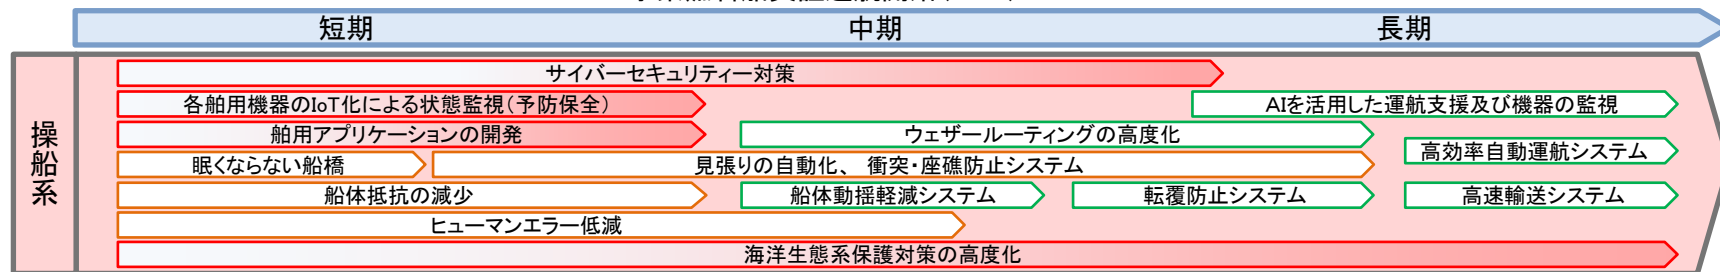 短期 中期 長期
操船系
サイバーセキュリティー対策
各舶用機器のIoT化による状態監視(予防保全) AIを活用した運航支援及び機器の監視
舶用アプリケーションの開発 ウェザールーティングの高度化
高効率自動運航システム
眠くならない船橋 見張りの自動化、 衝突・座礁防止システム
船体抵抗の減少 船体動揺軽減システム 転覆防止システム 高速輸送システム
ヒューマンエラー低減
海洋生態系保護対策の高度化